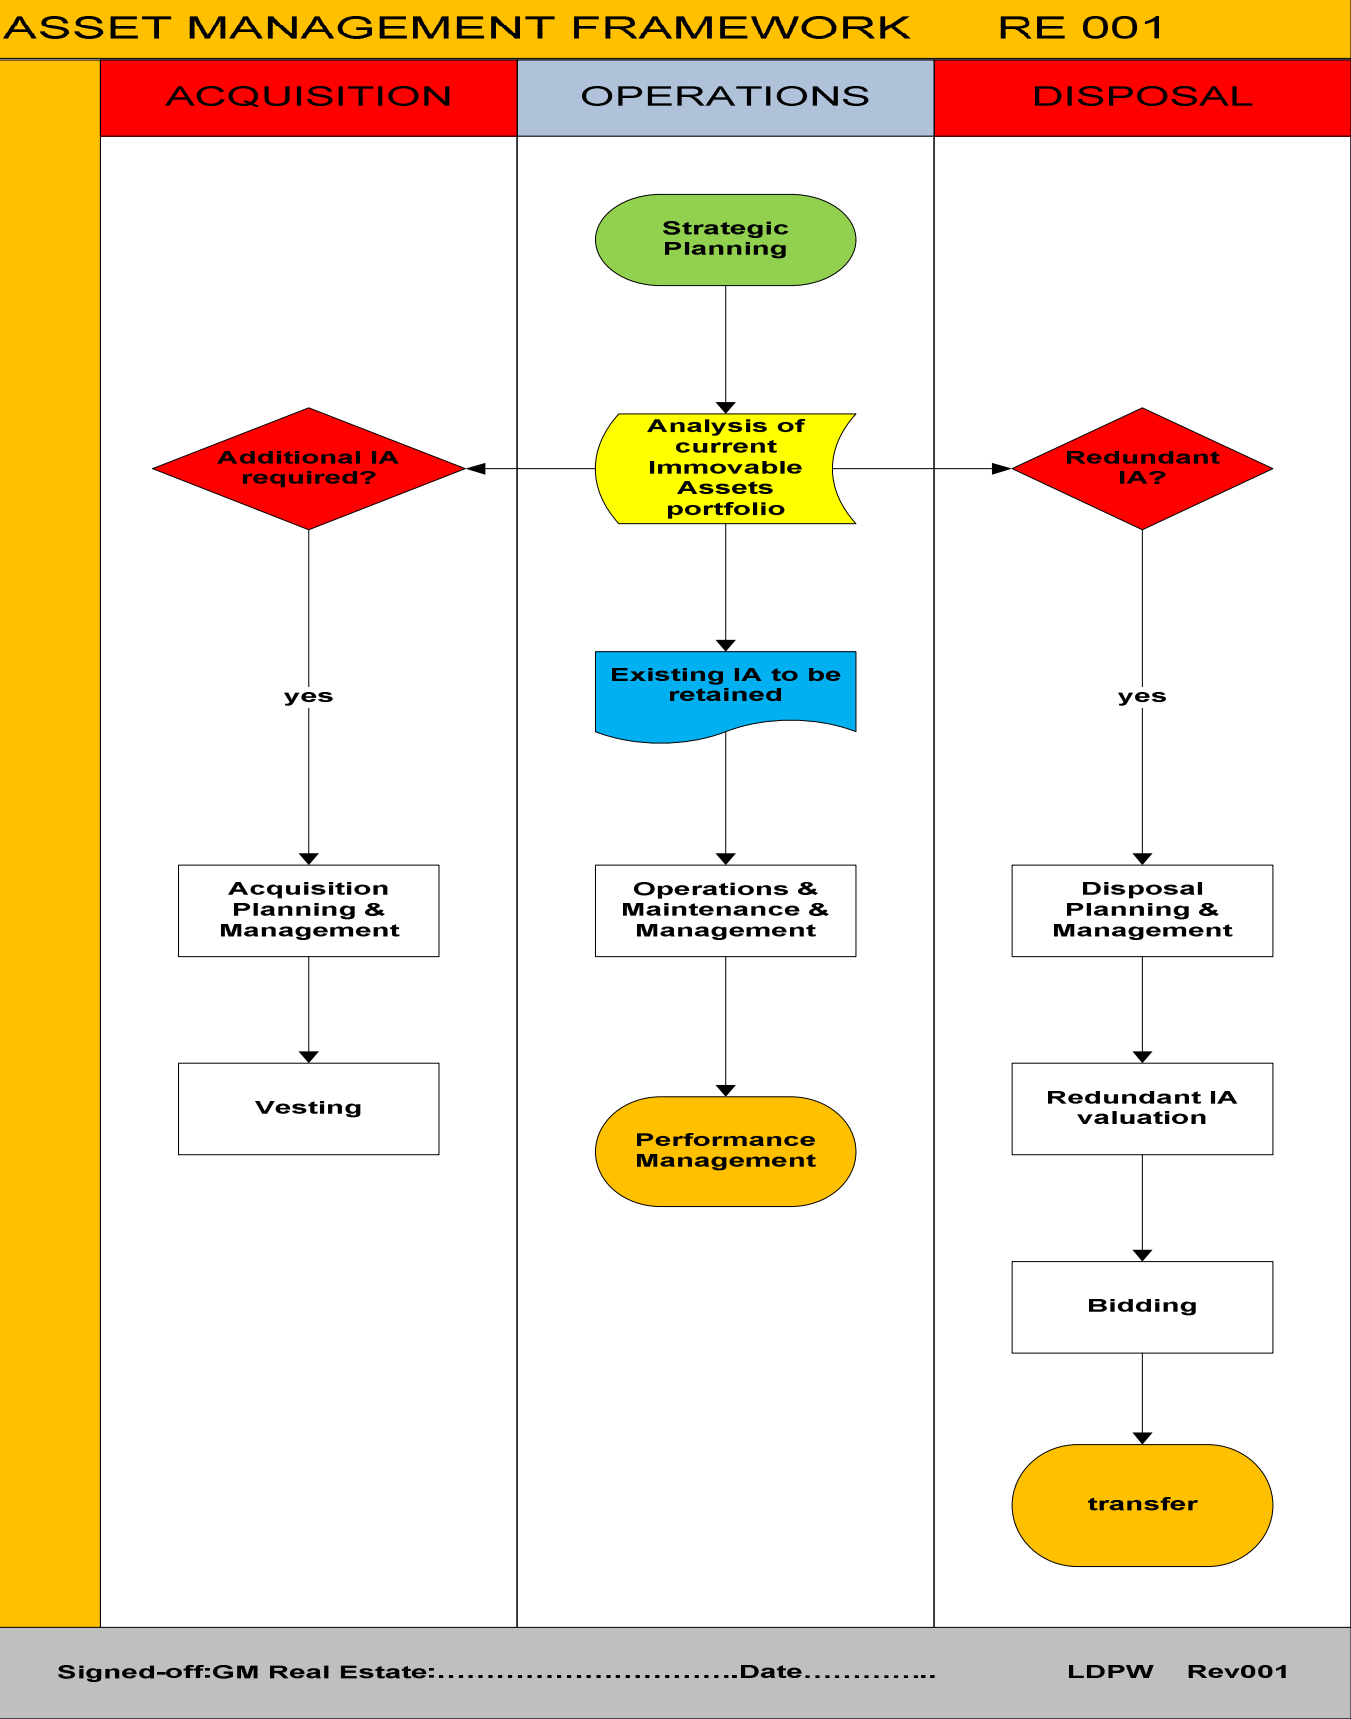 ASSET MANAGEMENT FRAMEWORK RE 001
ACQUISITION
OPERATIONS
DISPOSAL
Strategic
Planning
Additional IA
required?
Analysis of
current
Immovable
Assets
portfolio
Redundant
IA?
yes
Existing IA to be
retained
yes
Acquisition
Planning &
Management
Operations &
Maintenance &
Management
Disposal
Planning &
Management
Vesting
Performance
Management
Redundant IA
valuation
Bidding
transfer
Signed-off:GM Real Estate:……………………………..Date………….. LDPW Rev001